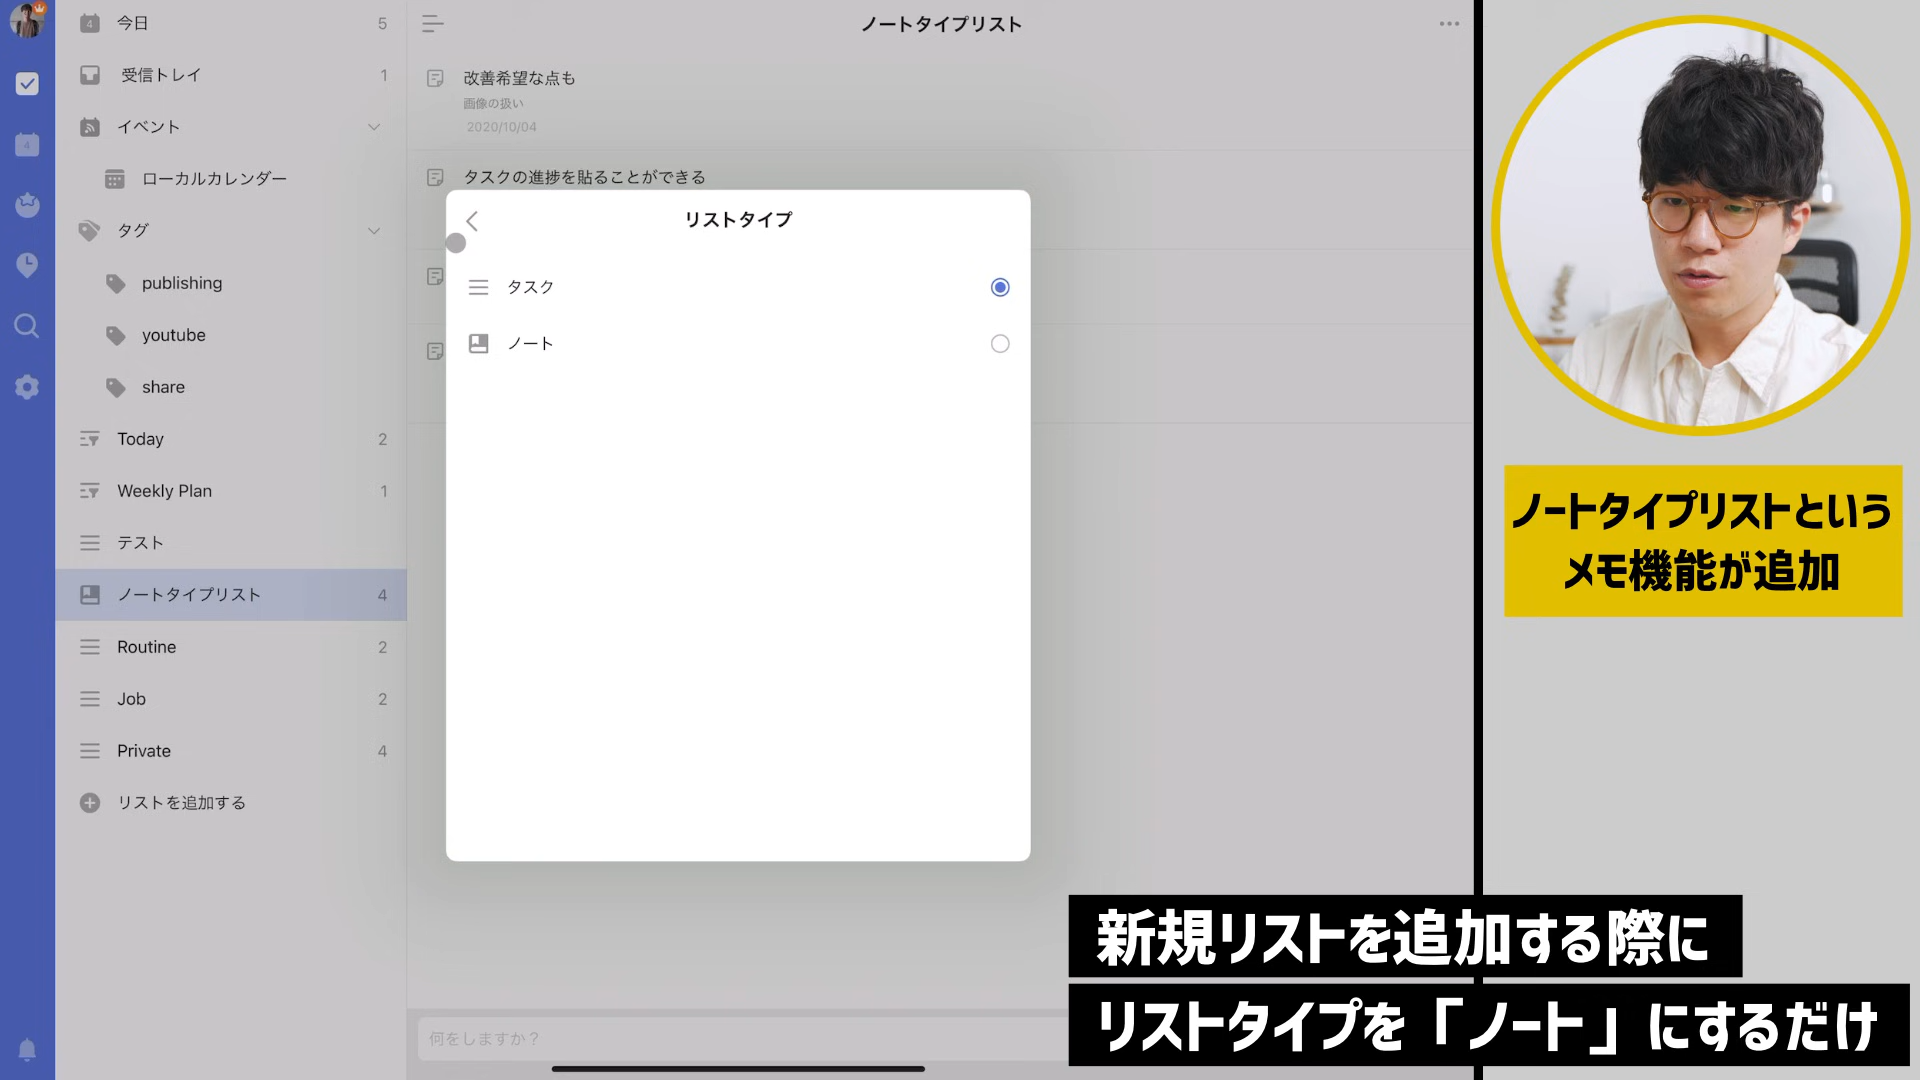 今日 5
受信トレイ 1
イベント
ローカルカレンダー
タグ
publishing
youtube
share
Today 2
Weekly Plan 1
テスト
ノートタイプリスト 4
Routine 2
Job 2
Private 4
リストを追加する
4
4
ノートタイプリスト
改善希望な点も
画像の扱い
2020/10/04
タスクの進捗を貼ることができる
リストタイプ
タスク
ノート
何をしますか？
ノートタイプリストという
メモ機能が追加
新規リストを追加する際に
リストタイプを「ノート」にするだけ